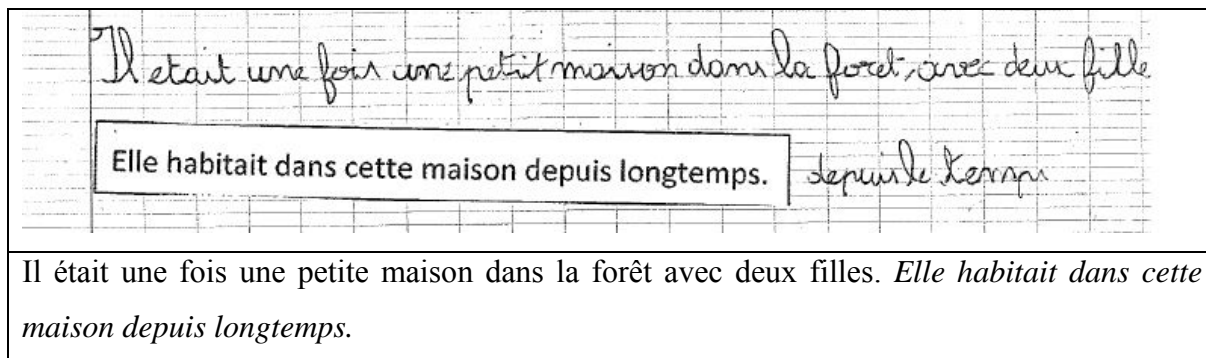 Il etait une fois une petit maison dans la foret, avec deux fille
Elle habitait dans cette maison depuis longtemps. depuis le temps
Il était une fois une petite maison dans la forêt avec deux filles. Elle habitait dans cette
maison depuis longtemps.